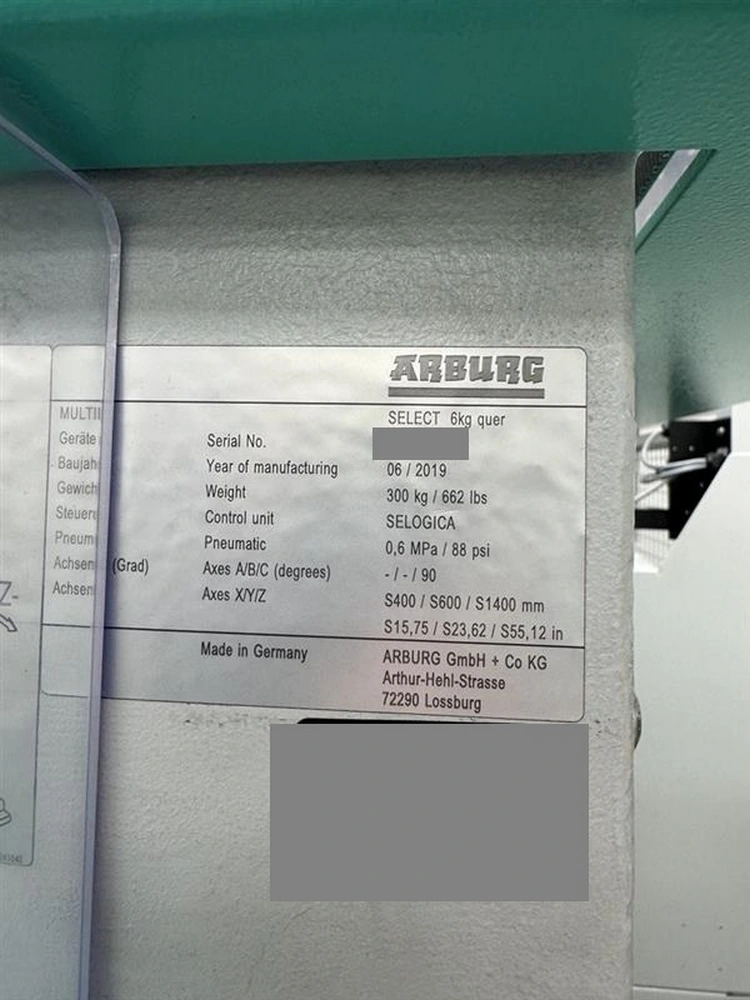 ARBURG
MULTILI SELECT 6kg quer
Geräte Serial No.
Baujah Year of manufacturing 06 / 2019
Gewich Weight 300 kg / 662 lbs
Steueru Control unit SELOGICA
Pneum Pneumatic 0,6 MPa / 88 psi
Achsen (Grad) Axes A/B/C (degrees) - / - / 90
Achsen Axes X/Y/Z S400 / S600 / S1400 mm
S15,75 / S23,62 / S55,12 in
Made in Germany ARBURG GmbH + Co KG
Arthur-Hehl-Strasse
72290 Lossburg
Z-